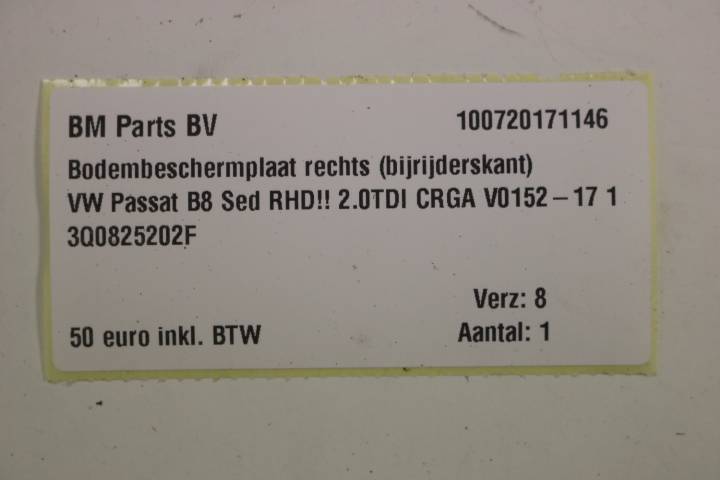 BM Parts BV 100720171146
Bodembeschermplaat rechts (bijrijderskant)
VW Passat B8 Sed RHD!! 2.0TDI CRGA V0152-17 1
3Q0825202F
Verz: 8
50 euro inkl. BTW Aantal: 1